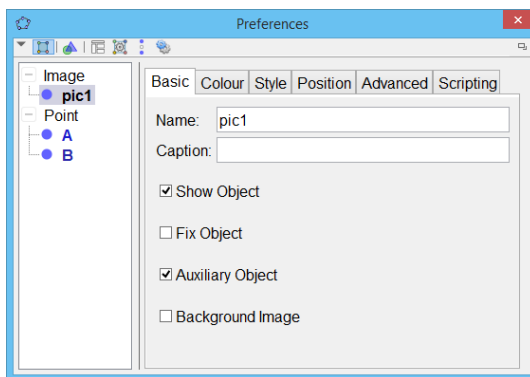 Preferences
Image
pic1
Point
A
B
Basic Colour Style Position Advanced Scripting
Name: pic1
Caption:
Show Object
Fix Object
Auxiliary Object
Background Image